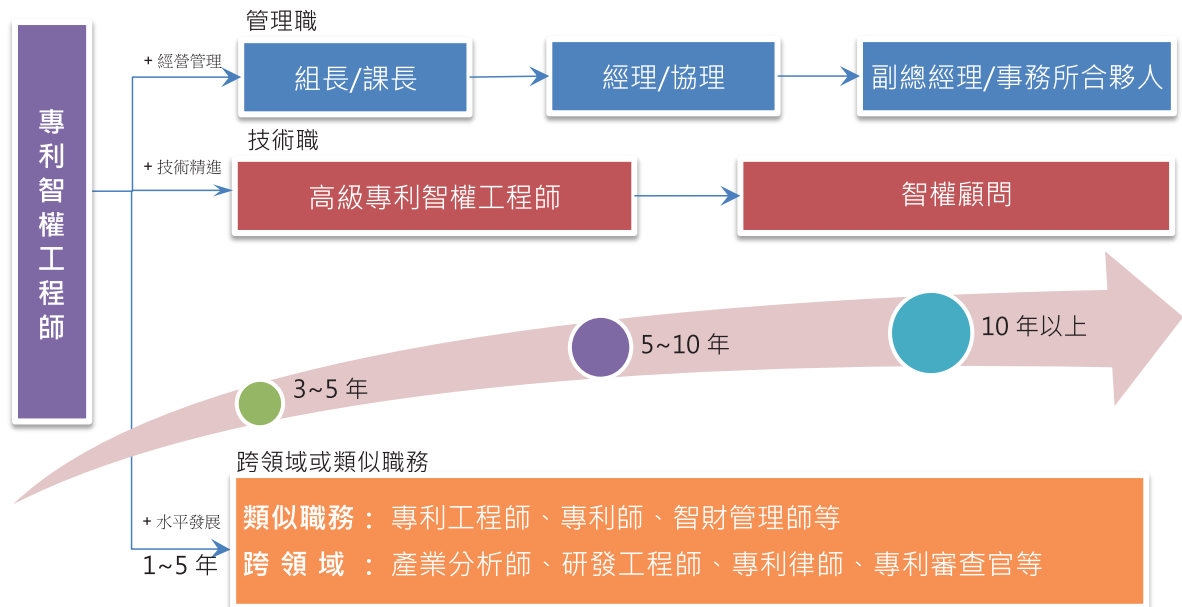 專利智權工程師
管理職
+ 經營管理
組長/課長
經理/協理
副總經理/事務所合夥人
技術職
+ 技術精進
高級專利智權工程師
智權顧問
3~5 年
5~10 年
10 年以上
跨領域或類似職務
+ 水平發展
1~5 年
類似職務 : 專利工程師、專利師、智財管理師等
跨 領 域 : 產業分析師、研發工程師、專利律師、專利審查官等